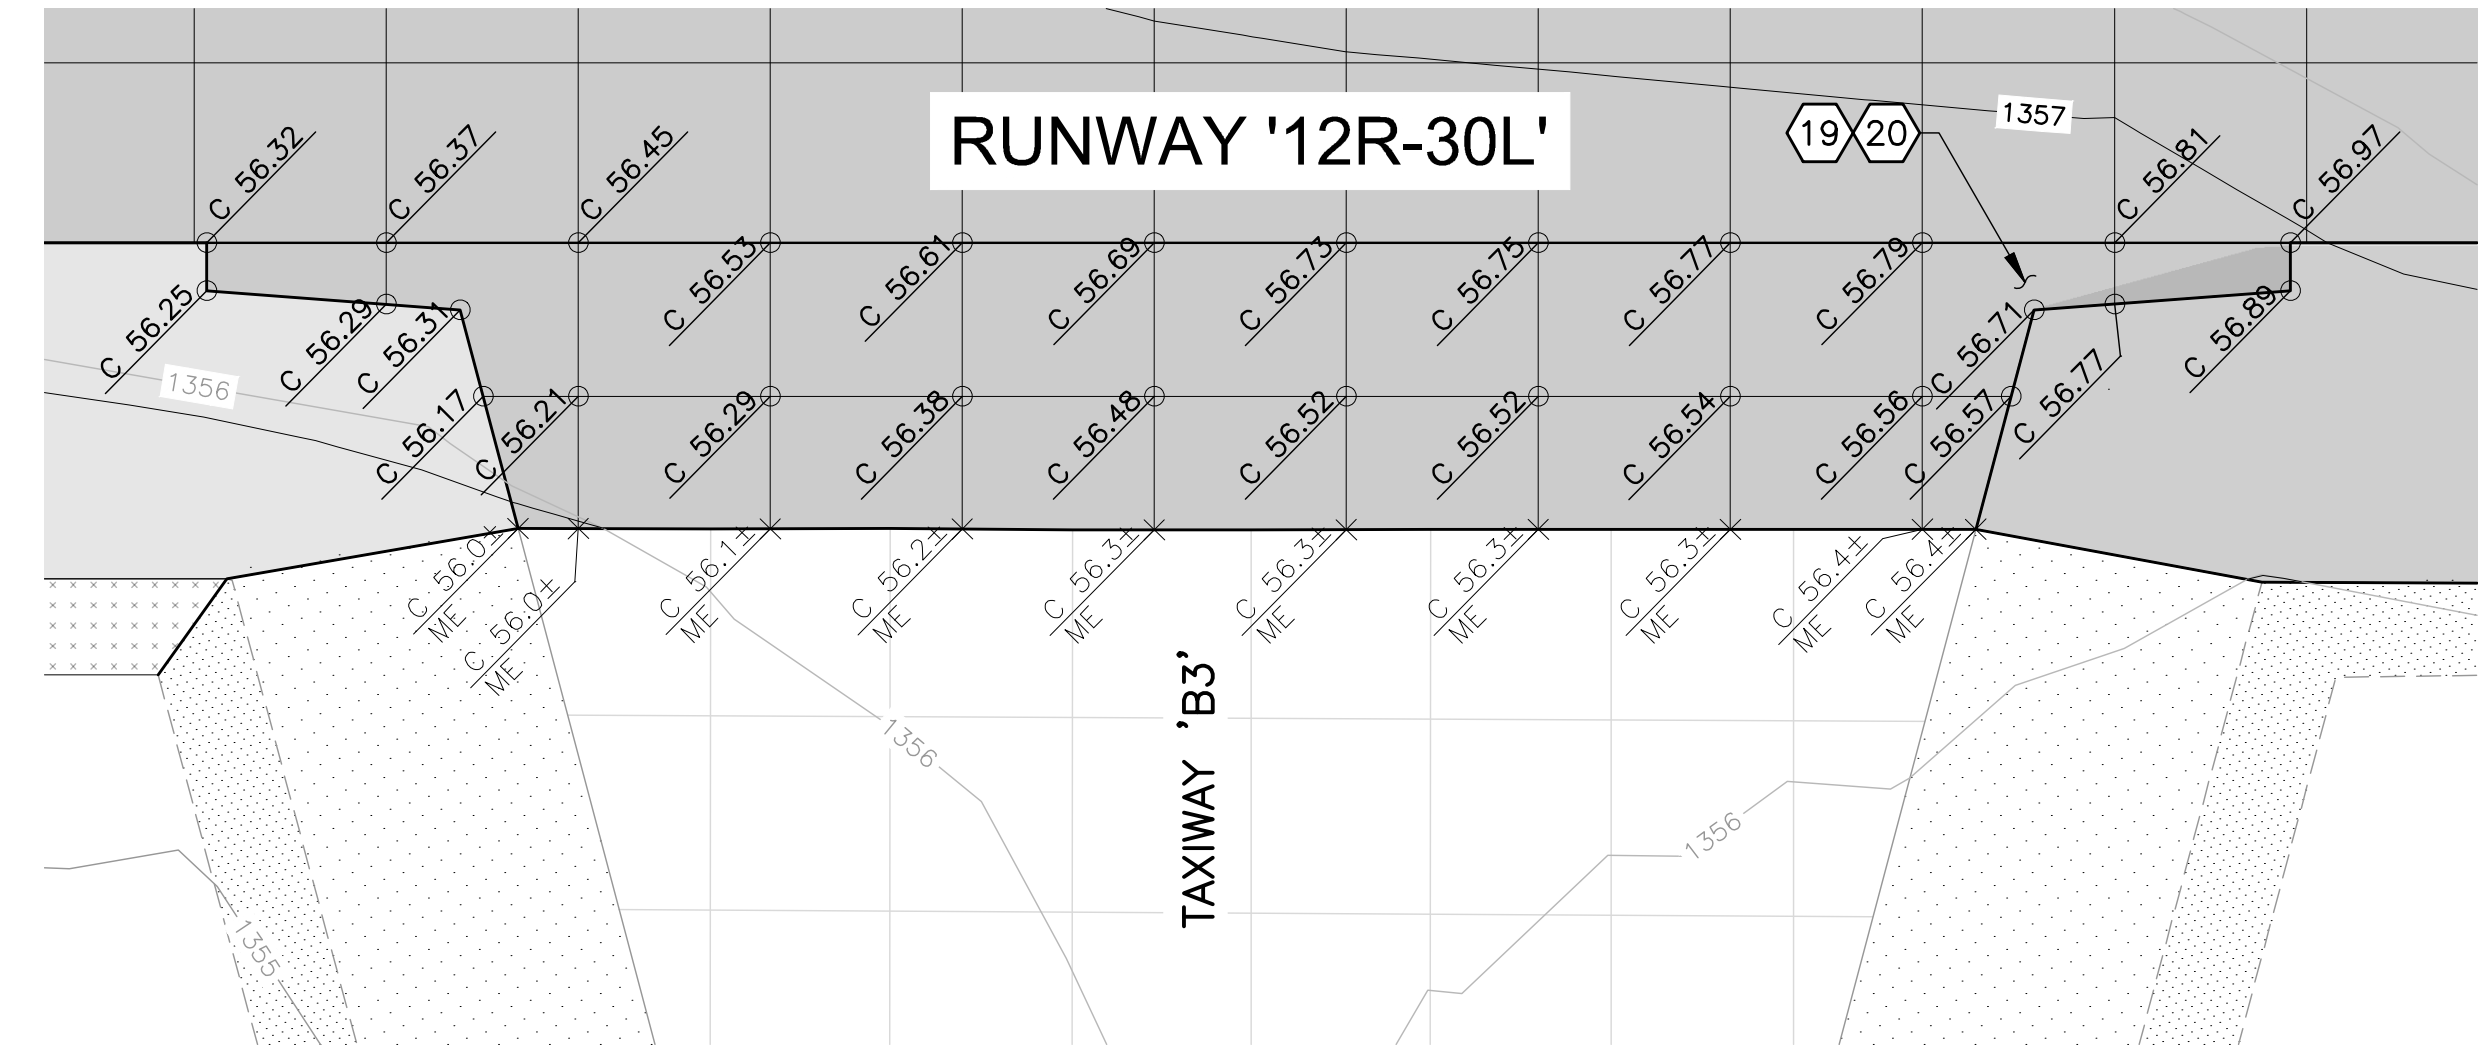 RUNWAY '12R-30L'
19
20
1357
C 56.32
C 56.37
C 56.45
C 56.81
C 56.97
C 56.53
C 56.61
C 56.69
C 56.73
C 56.75
C 56.77
C 56.79
C 56.25
C 56.29
C 56.31
C 56.71
C 56.77
C 56.89
1356
C 56.17
C 56.21
C 56.29
C 56.38
C 56.48
C 56.52
C 56.52
C 56.54
C 56.56
C 56.57
C 56.0±
ME
C 56.0±
ME
C 56.1±
ME
C 56.2±
ME
C 56.3±
ME
C 56.3±
ME
C 56.3±
ME
C 56.3±
ME
C 56.4±
ME
C 56.4±
ME
TAXIWAY 'B3'
1356
1356
1355